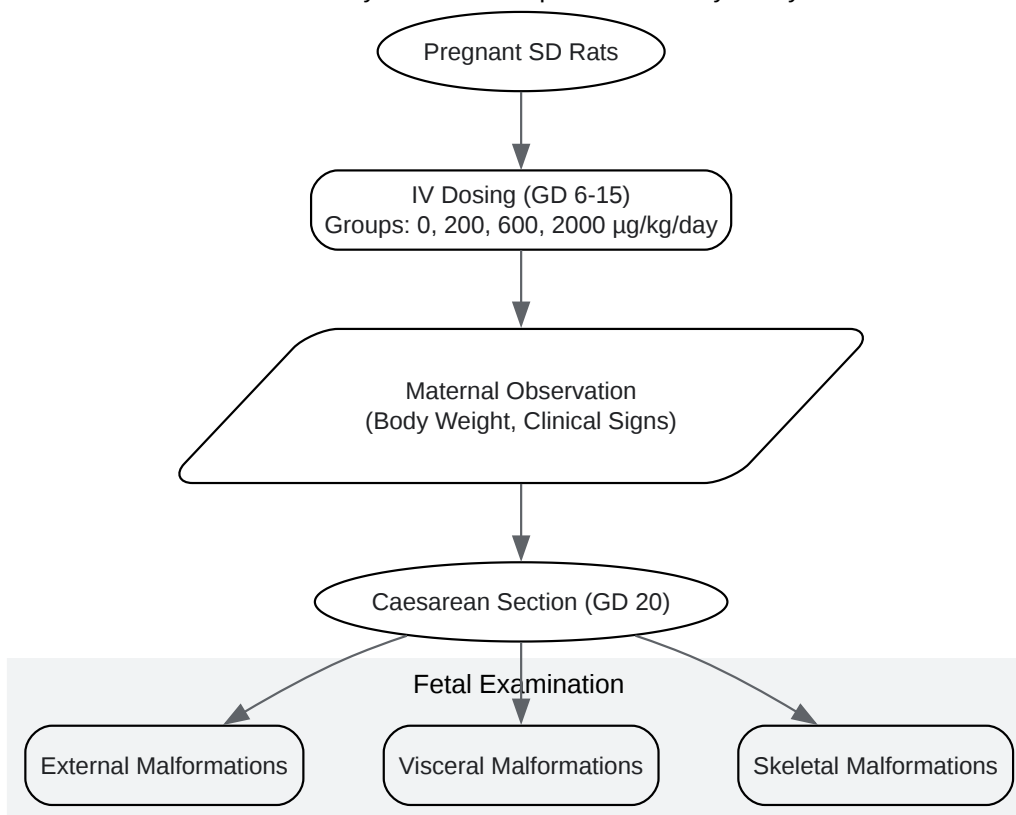 Pregnant SD Rats
IV Dosing (GD 6-15)
Groups: 0, 200, 600, 2000 µg/kg/day
Maternal Observation
(Body Weight, Clinical Signs)
Caesarean Section (GD 20)
Fetal Examination
External Malformations
Visceral Malformations
Skeletal Malformations